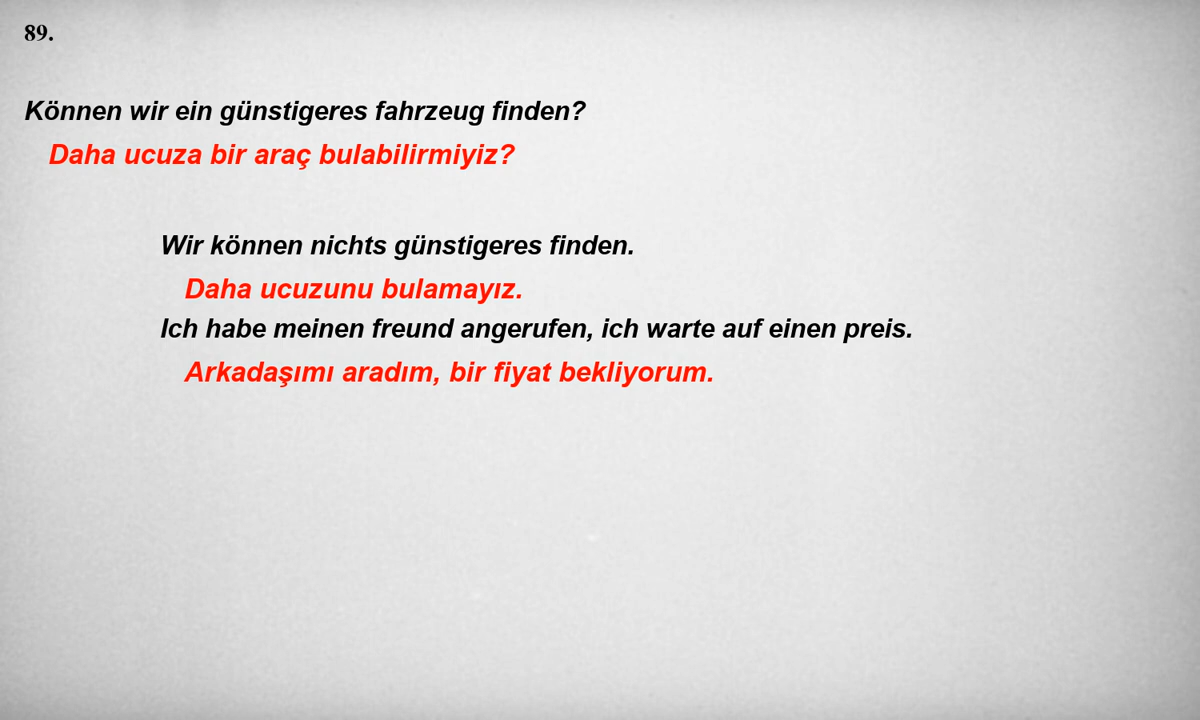 89.
Können wir ein günstigeres fahrzeug finden?
Daha ucuza bir araç bulabilirmiyiz?
Wir können nichts günstigeres finden.
Daha ucuzunu bulamayız.
Ich habe meinen freund angerufen, ich warte auf einen preis.
Arkadaşımı aradım, bir fiyat bekliyorum.